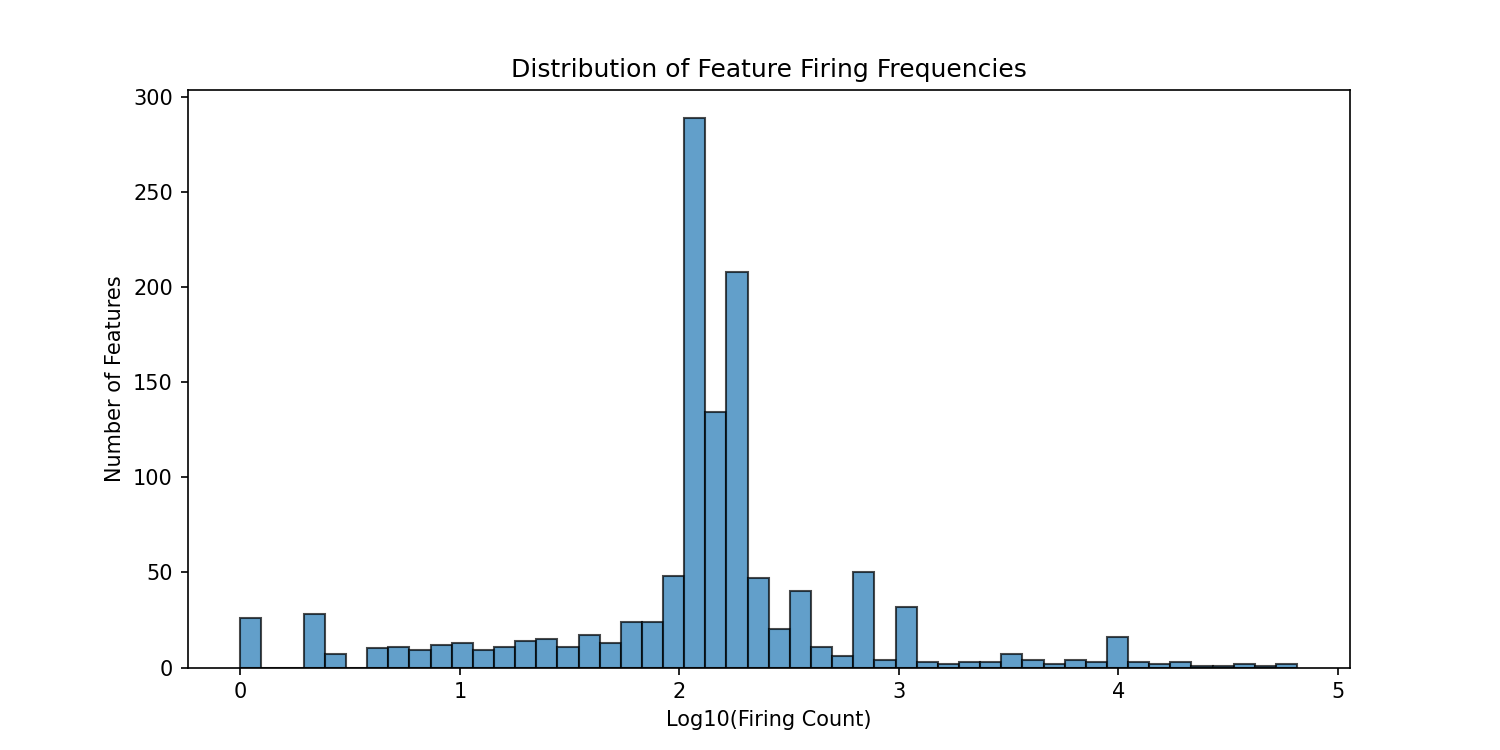 Distribution of Feature Firing Frequencies
300
250
200
150
100
50
0
Number of Features
0 1 2 3 4 5
Log10(Firing Count)